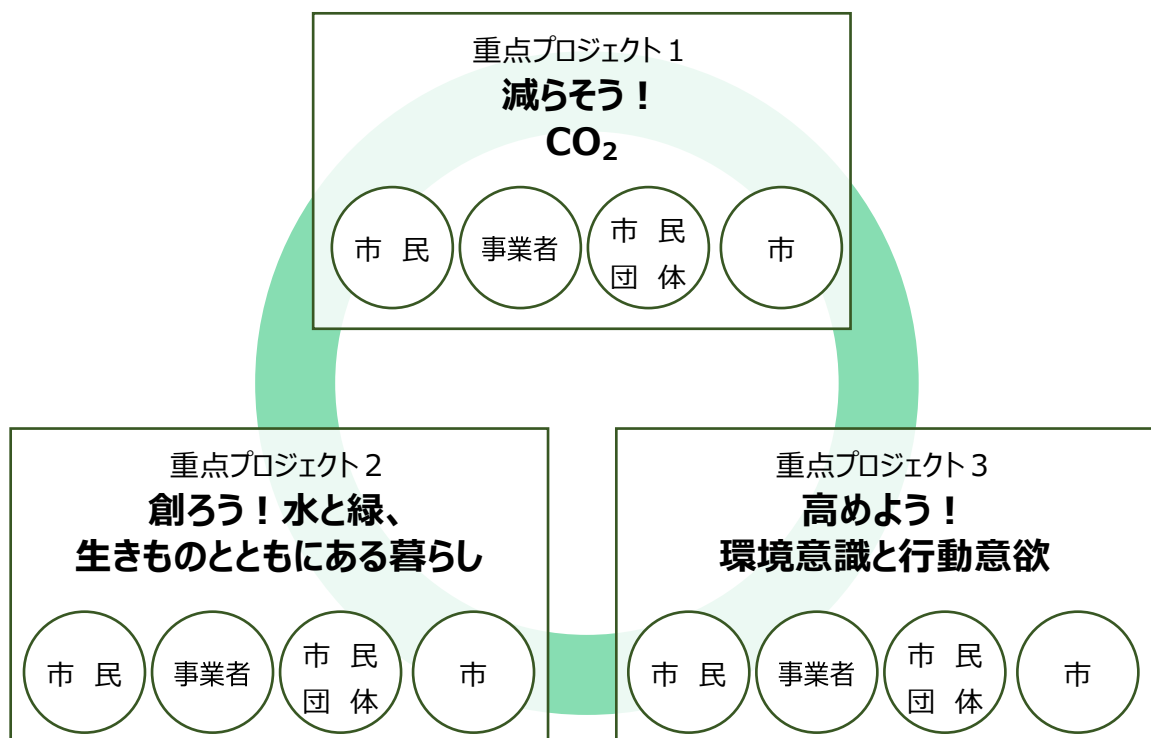 重点プロジェクト1
減らそう！
CO₂
市 民
事業者
市 民
団 体
市
重点プロジェクト2
創ろう！水と緑、
生きものとともにある暮らし
市 民
事業者
市 民
団 体
市
重点プロジェクト3
高めよう！
環境意識と行動意欲
市 民
事業者
市 民
団 体
市